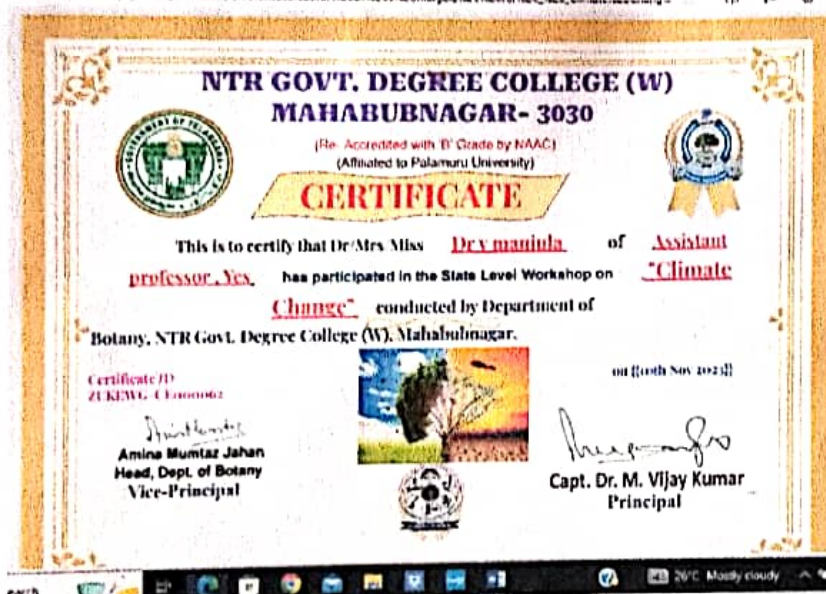 NTR GOVT. DEGREE COLLEGE (W)
MAHABUBNAGAR- 3030
(Re- Accredited with 'B' Grade by NAAC)
(Affiliated to Palamuru University)
CERTIFICATE
This is to certify that Dr/Mrs Miss Dr v manjula of Assistant
professor , Yes has participated in the State Level Workshop on "Climate
Change" conducted by Department of
Botany, NTR Govt. Degree College (W), Mahabubnagar.
Certificate ID
on Nov 2023
Amina Mumtaz Jahan
Head, Dept. of Botany
Vice-Principal
Capt. Dr. M. Vijay Kumar
Principal
26°C Mostly cloudy